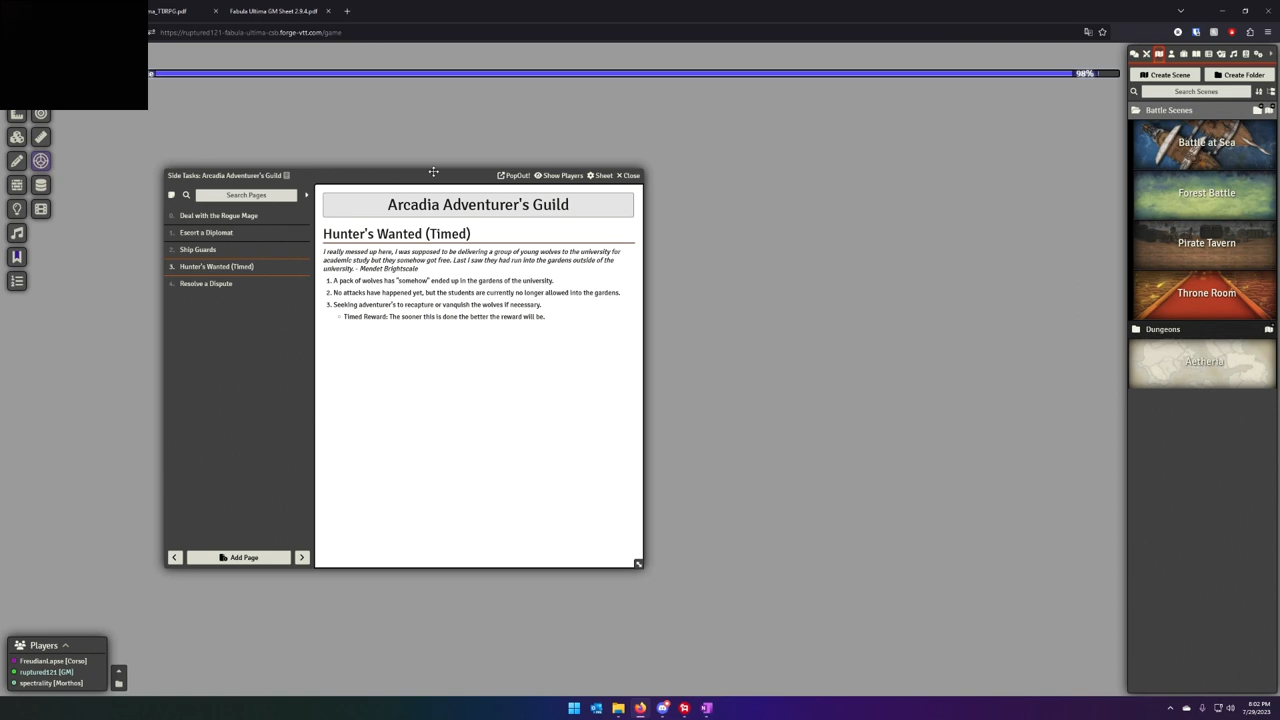 ma_TDRPG.pdf
Fabula Ultima GM Sheet 2.9.4.pdf
https://ruptured121-fabula-ultima-csb.forge-vtt.com/game
98%
Create Scene
Create Folder
Search Scenes
Battle Scenes
Battle at Sea
Forest Battle
Pirate Tavern
Throne Room
Dungeons
Aetheria
Side Tasks: Arcadia Adventurer's Guild
PopOut!
Show Players
Sheet
Close
Search Pages
0. Deal with the Rogue Mage
1. Escort a Diplomat
2. Ship Guards
3. Hunter's Wanted (Timed)
4. Resolve a Dispute
Add Page
Arcadia Adventurer's Guild
Hunter's Wanted (Timed)
I really messed up here, I was supposed to be delivering a group of young wolves to the university for
academic study but they somehow got free. Last I saw they had run into the gardens outside of the
university. - Mendet Brightscale
1. A pack of wolves has "somehow" ended up in the gardens of the university.
2. No attacks have happened yet, but the students are currently no longer allowed into the gardens.
3. Seeking adventurer's to recapture or vanquish the wolves if necessary.
Timed Reward: The sooner this is done the better the reward will be.
Players
FreudianLapse [Corso]
ruptured121 [GM]
spectrality [Morthos]
8:02 PM
7/29/2023